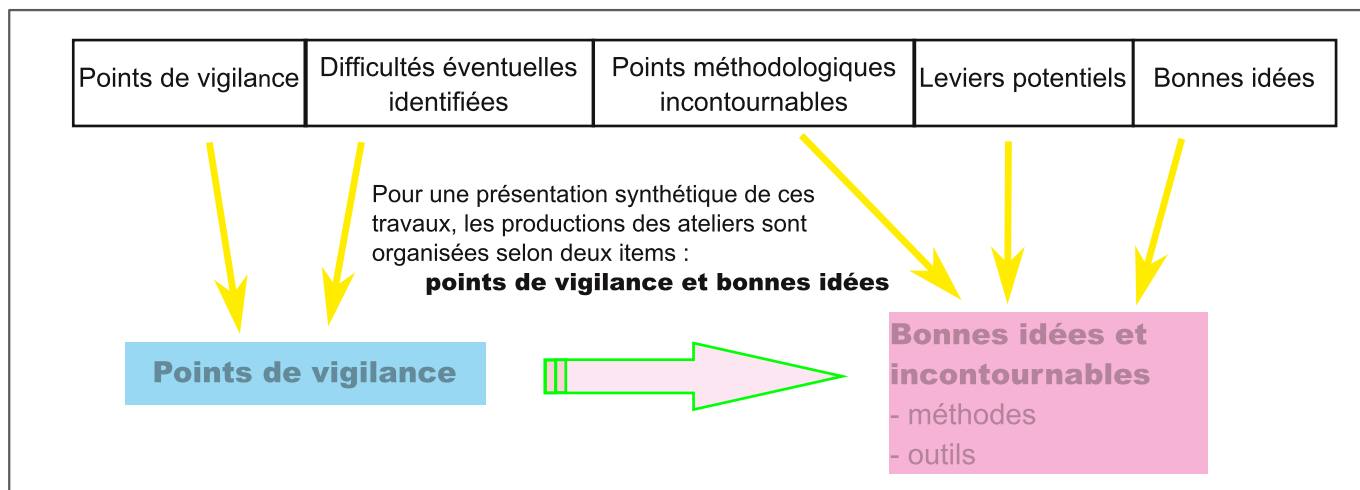 Points de vigilance
Difficultés éventuelles
identifiées
Points méthodologiques
incontournables
Leviers potentiels
Bonnes idées
Pour une présentation synthétique de ces
travaux, les productions des ateliers sont
organisées selon deux items :
points de vigilance et bonnes idées
Points de vigilance
Bonnes idées et
incontournables
- méthodes
- outils